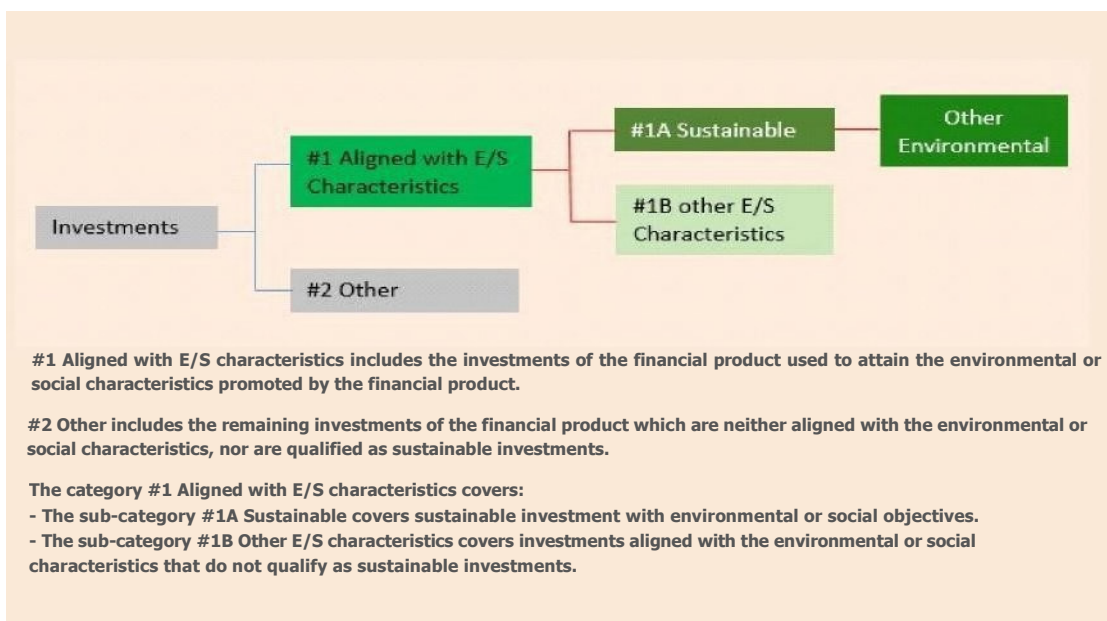 Other
Environmental
#1A Sustainable
#1 Aligned with E/S
Characteristics
#1B other E/S
Characteristics
Investments
#2 Other
#1 Aligned with E/S characteristics includes the investments of the financial product used to attain the environmental or
social characteristics promoted by the financial product.
#2 Other includes the remaining investments of the financial product which are neither aligned with the environmental or
social characteristics, nor are qualified as sustainable investments.
The category #1 Aligned with E/S characteristics covers:
- The sub-category #1A Sustainable covers sustainable investment with environmental or social objectives.
- The sub-category #1B Other E/S characteristics covers investments aligned with the environmental or social
characteristics that do not qualify as sustainable investments.